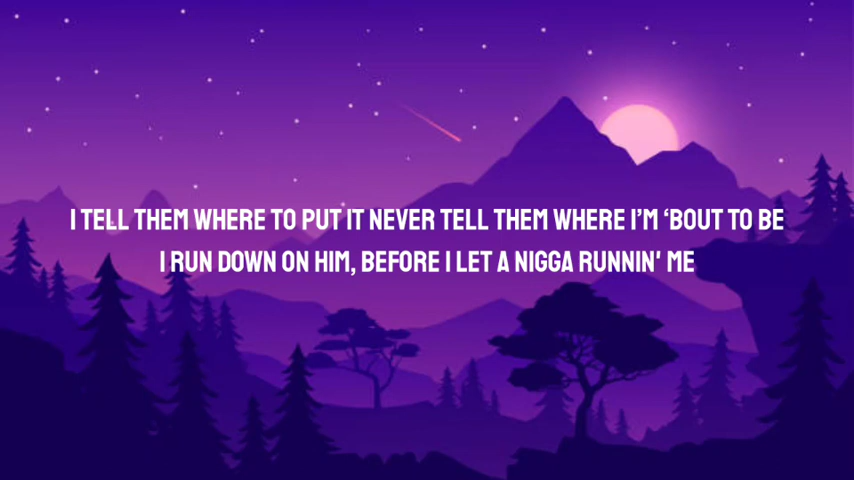 I TELL THEM WHERE TO PUT IT NEVER TELL THEM WHERE I'M ‘BOUT TO BE
I RUN DOWN ON HIM, BEFORE I LET A NIGGA RUNNIN' ME